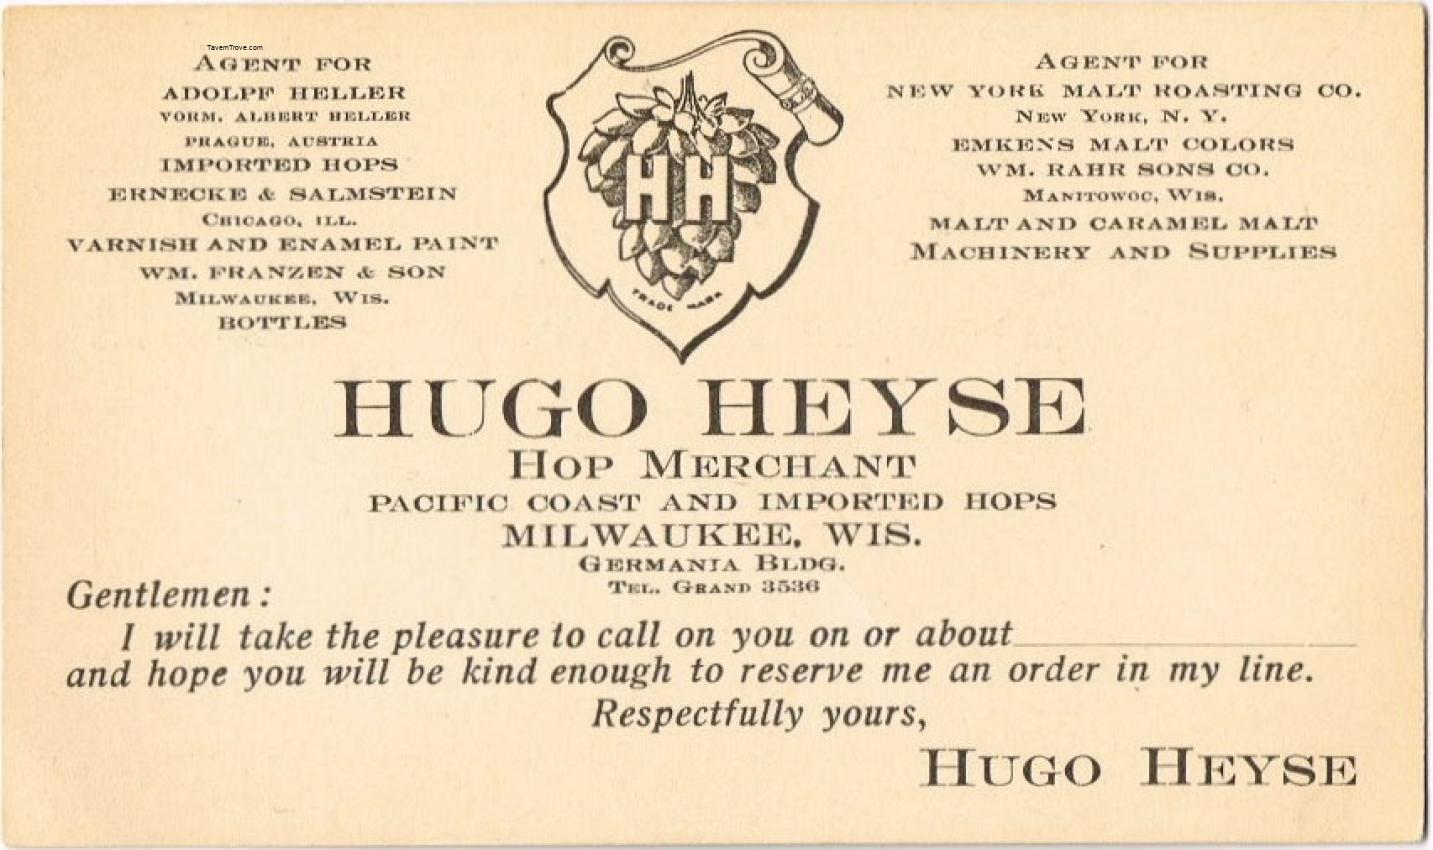 TavernTrove.com
AGENT FOR
ADOLPF HELLER
VORM. ALBERT HELLER
PRAGUE, AUSTRIA
IMPORTED HOPS
ERNECKE & SALMSTEIN
CHICAGO, ILL.
VARNISH AND ENAMEL PAINT
WM. FRANZEN & SON
MILWAUKEE, WIS.
BOTTLES
HH
TRADE MARK
AGENT FOR
NEW YORK MALT ROASTING CO.
NEW YORK, N. Y.
EMKENS MALT COLORS
WM. RAHR SONS CO.
MANITOWOC, WIS.
MALT AND CARAMEL MALT
MACHINERY AND SUPPLIES
HUGO HEYSE
HOP MERCHANT
PACIFIC COAST AND IMPORTED HOPS
MILWAUKEE, WIS.
GERMANIA BLDG.
TEL. GRAND 3536
Gentlemen:
I will take the pleasure to call on you on or about
and hope you will be kind enough to reserve me an order in my line.
Respectfully yours,
HUGO HEYSE